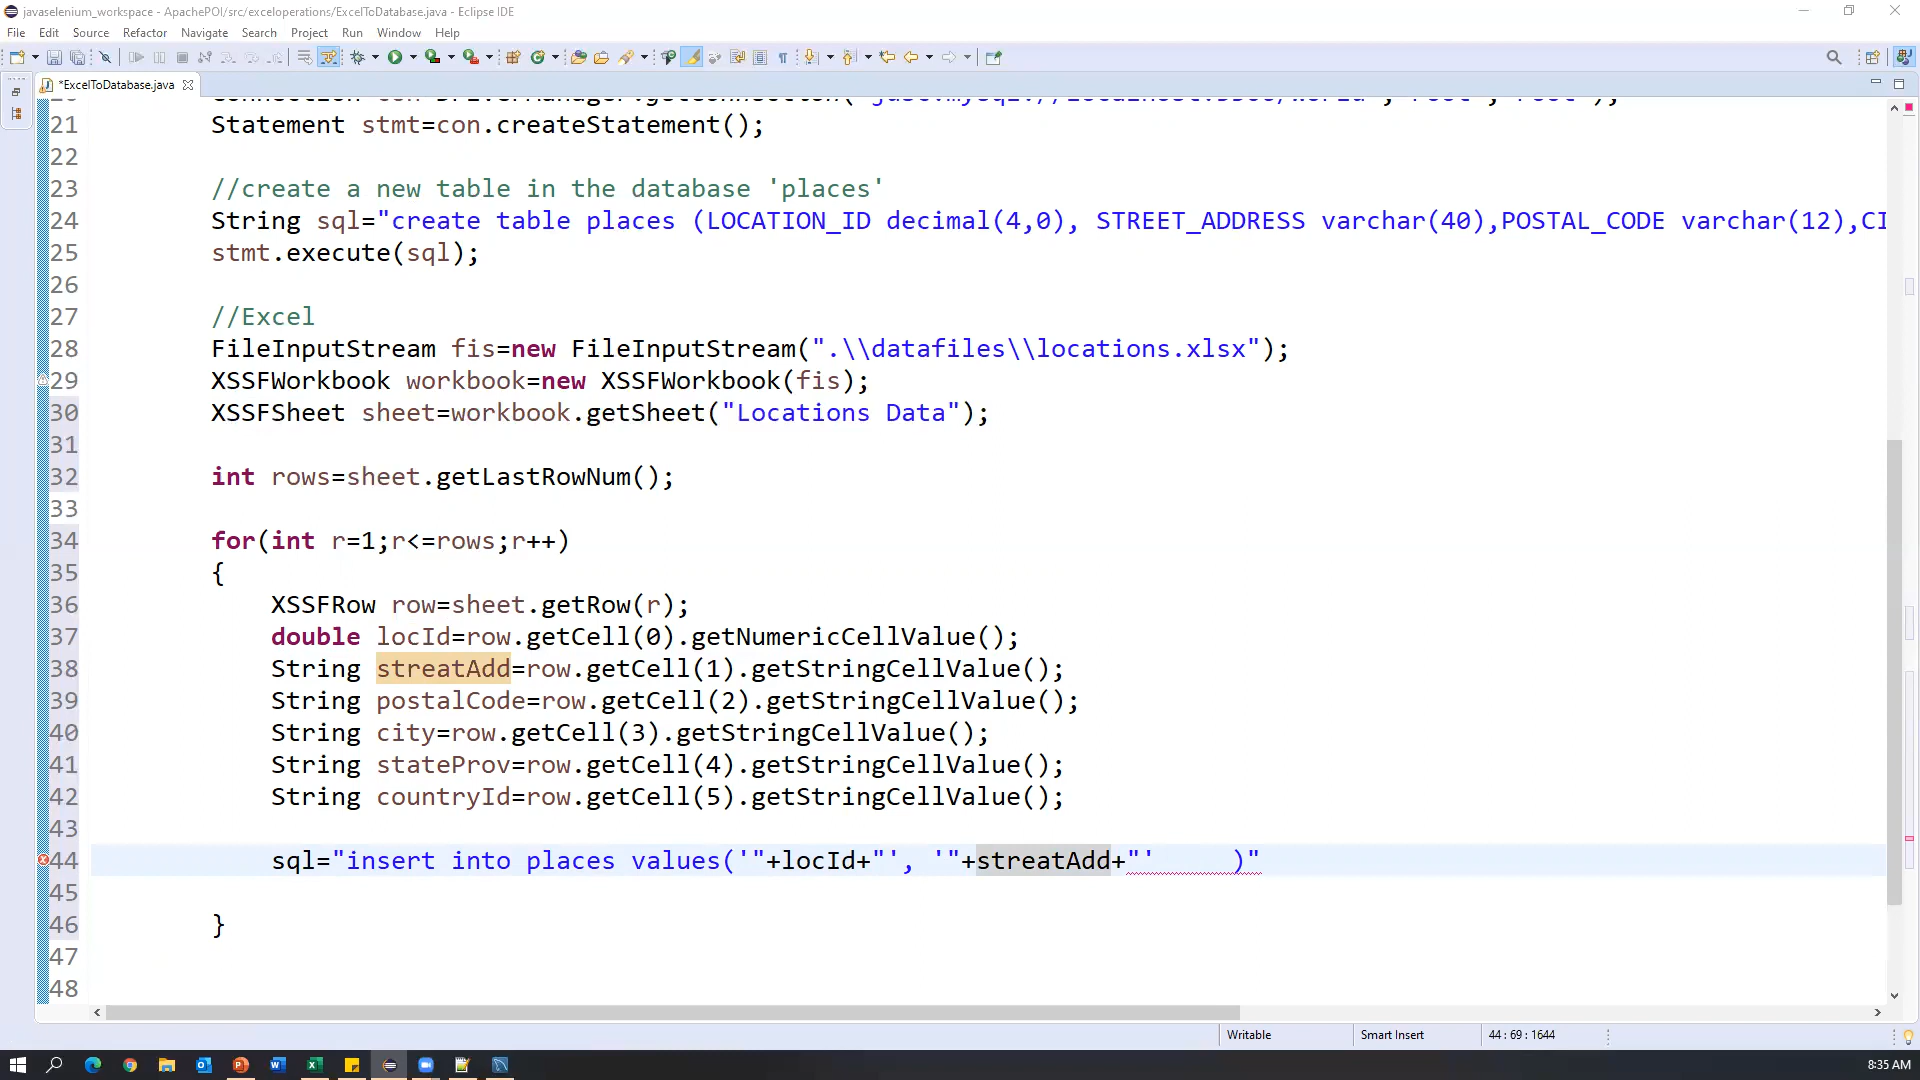 javaselenium_workspace - ApachePOI/src/exceloperations/ExcelToDatabase.java - Eclipse IDE
File Edit Source Refactor Navigate Search Project Run Window Help
*ExcelToDatabase.java
21 Statement stmt=con.createStatement();
22
23 //create a new table in the database 'places'
24 String sql="create table places (LOCATION_ID decimal(4,0), STREET_ADDRESS varchar(40),POSTAL_CODE varchar(12),CI
25 stmt.execute(sql);
26
27 //Excel
28 FileInputStream fis=new FileInputStream(".\\datafiles\\locations.xlsx");
29 XSSFWorkbook workbook=new XSSFWorkbook(fis);
30 XSSFSheet sheet=workbook.getSheet("Locations Data");
31
32 int rows=sheet.getLastRowNum();
33
34 for(int r=1;r<=rows;r++)
35 {
36 XSSFRow row=sheet.getRow(r);
37 double locId=row.getCell(0).getNumericCellValue();
38 String streatAdd=row.getCell(1).getStringCellValue();
39 String postalCode=row.getCell(2).getStringCellValue();
40 String city=row.getCell(3).getStringCellValue();
41 String stateProv=row.getCell(4).getStringCellValue();
42 String countryId=row.getCell(5).getStringCellValue();
43
44 sql="insert into places values('"+locId+"', '"+streatAdd+"' )"
45
46 }
47
48
Writable Smart Insert 44 : 69 : 1644
8:35 AM